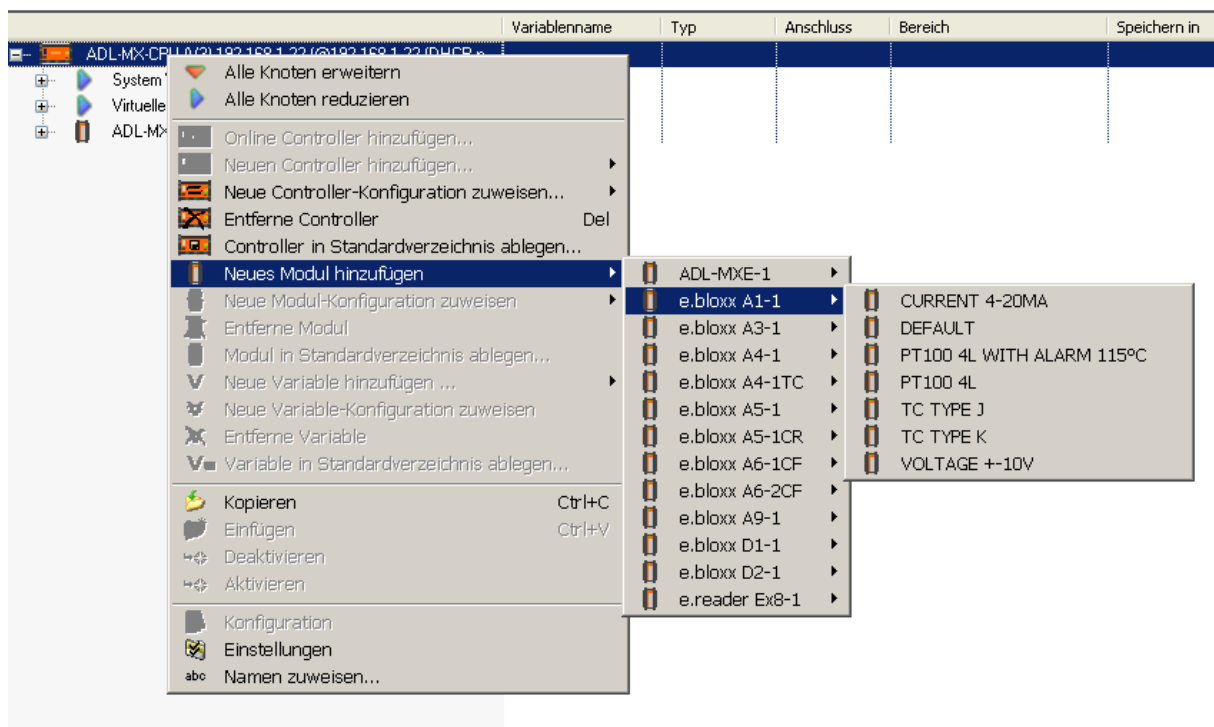 Variablenname Typ Anschluss Bereich Speichern in
ADL-MX-CPU
Alle Knoten erweitern
System
Alle Knoten reduzieren
Virtuelle
ADL-MX
Online Controller hinzufügen...
Neuen Controller hinzufügen...
Neue Controller-Konfiguration zuweisen...
Entferne Controller Del
Controller in Standardverzeichnis ablegen...
Neues Modul hinzufügen
Neue Modul-Konfiguration zuweisen
Entferne Modul
Modul in Standardverzeichnis ablegen...
Neue Variable hinzufügen ...
Neue Variable-Konfiguration zuweisen
Entferne Variable
Variable in Standardverzeichnis ablegen...
Kopieren Ctrl+C
Einfügen Ctrl+V
Deaktivieren
Aktivieren
Konfiguration
Einstellungen
abc Namen zuweisen...
ADL-MXE-1
e.bloxx A1-1
e.bloxx A3-1
e.bloxx A4-1
e.bloxx A4-1TC
e.bloxx A5-1
e.bloxx A5-1CR
e.bloxx A6-1CF
e.bloxx A6-2CF
e.bloxx A9-1
e.bloxx D1-1
e.bloxx D2-1
e.reader Ex8-1
CURRENT 4-20MA
DEFAULT
PT100 4L WITH ALARM 115ºC
PT100 4L
TC TYPE J
TC TYPE K
VOLTAGE +-10V